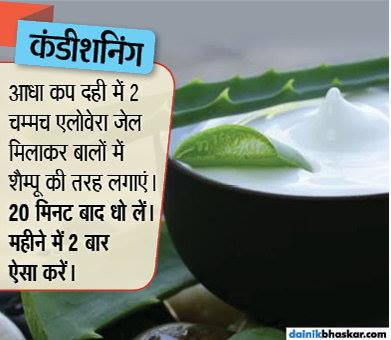 कंडीशनिंग
आधा कप दही में 2
चम्मच एलोवेरा जेल
मिलाकर बालों में
शैम्पू की तरह लगाएं।
20 मिनट बाद धो लें।
महीने में 2 बार
ऐसा करें।
dainikbhaskar.com